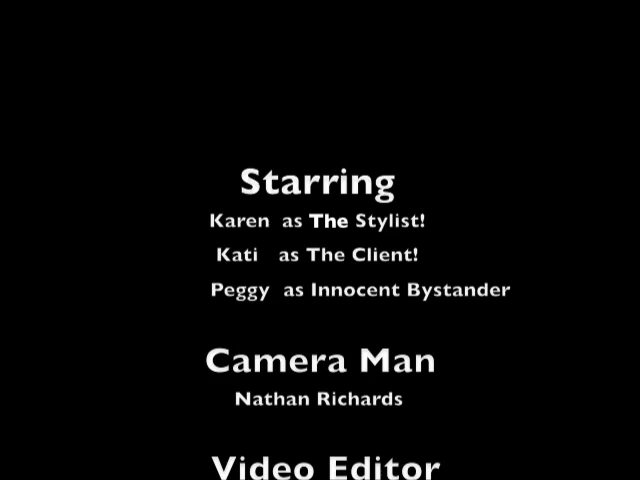 Starring
Karen as The Stylist!
Kati as The Client!
Peggy as Innocent Bystander
Camera Man
Nathan Richards
Video Editor